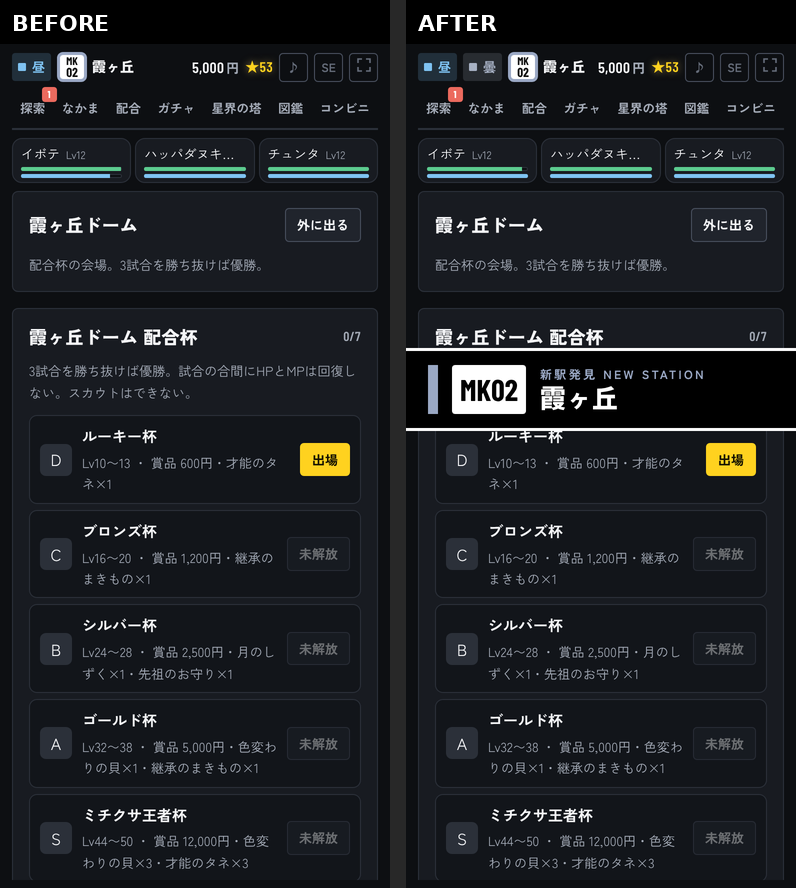 BEFORE
昼
MK
02
霞ヶ丘
5,000円
★53
♪
SE
探索
1
なかま
配合
ガチャ
星界の塔
図鑑
コンビニ
イポテ Lv12
ハッパダヌキ…
チュンタ Lv12
霞ヶ丘ドーム
外に出る
配合杯の会場。3試合を勝ち抜けば優勝。
霞ヶ丘ドーム 配合杯
0/7
3試合を勝ち抜けば優勝。試合の合間にHPとMPは回復し
ない。スカウトはできない。
D
ルーキー杯
Lv10〜13 ・ 賞品 600円・才能のタ
ネ×1
出場
C
ブロンズ杯
Lv16〜20 ・ 賞品 1,200円・継承の
まきもの×1
未解放
B
シルバー杯
Lv24〜28 ・ 賞品 2,500円・月のし
ずく×1・先祖のお守り×1
未解放
A
ゴールド杯
Lv32〜38 ・ 賞品 5,000円・色変わ
りの貝×1・継承のまきもの×1
未解放
S
ミチクサ王者杯
Lv44〜50 ・ 賞品 12,000円・色変
わりの貝×3・才能のタネ×3
未解放
AFTER
昼
曇
MK
02
霞ヶ丘
5,000円
★53
♪
SE
探索
1
なかま
配合
ガチャ
星界の塔
図鑑
コンビニ
イポテ Lv12
ハッパダヌキ…
チュンタ Lv12
霞ヶ丘ドーム
外に出る
配合杯の会場。3試合を勝ち抜けば優勝。
霞ヶ丘ドーム 配合杯
0/7
MK02
新駅発見 NEW STATION
霞ヶ丘
D
ルーキー杯
Lv10〜13 ・ 賞品 600円・才能のタ
ネ×1
出場
C
ブロンズ杯
Lv16〜20 ・ 賞品 1,200円・継承の
まきもの×1
未解放
B
シルバー杯
Lv24〜28 ・ 賞品 2,500円・月のし
ずく×1・先祖のお守り×1
未解放
A
ゴールド杯
Lv32〜38 ・ 賞品 5,000円・色変わ
りの貝×1・継承のまきもの×1
未解放
S
ミチクサ王者杯
Lv44〜50 ・ 賞品 12,000円・色変
わりの貝×3・才能のタネ×3
未解放